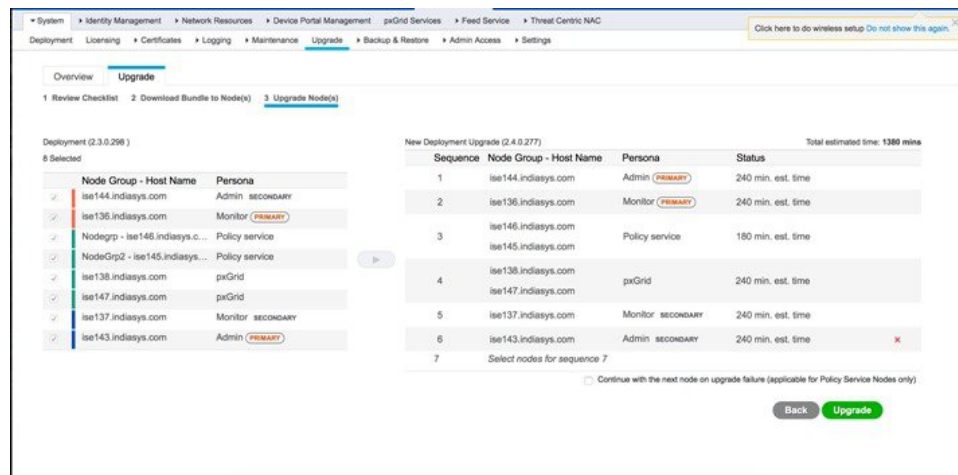 System Identity Management Network Resources Device Portal Management pxGrid Services Feed Service Threat Centric NAC
Click here to do wireless setup Do not show this again.
Deployment Licensing Certificates Logging Maintenance Upgrade Backup & Restore Admin Access Settings
Overview Upgrade
1 Review Checklist 2 Download Bundle to Node(s) 3 Upgrade Node(s)
Deployment (2.3.0.298 )
8 Selected
Node Group - Host Name Persona
ise144.indiasys.com Admin SECONDARY
ise136.indiasys.com Monitor PRIMARY
Nodegrp - ise146.indiasys.c... Policy service
NodeGrp2 - ise145.indiasys... Policy service
ise138.indiasys.com pxGrid
ise147.indiasys.com pxGrid
ise137.indiasys.com Monitor SECONDARY
ise143.indiasys.com Admin PRIMARY
New Deployment Upgrade (2.4.0.277) Total estimated time: 1380 mins
Sequence Node Group - Host Name Persona Status
1 ise144.indiasys.com Admin PRIMARY 240 min. est. time
2 ise136.indiasys.com Monitor PRIMARY 240 min. est. time
ise146.indiasys.com
3 Policy service 180 min. est. time
ise145.indiasys.com
ise138.indiasys.com
4 pxGrid 240 min. est. time
ise147.indiasys.com
5 ise137.indiasys.com Monitor SECONDARY 240 min. est. time
6 ise143.indiasys.com Admin SECONDARY 240 min. est. time
7 Select nodes for sequence 7
Continue with the next node on upgrade failure (applicable for Policy Service Nodes only)
Back Upgrade